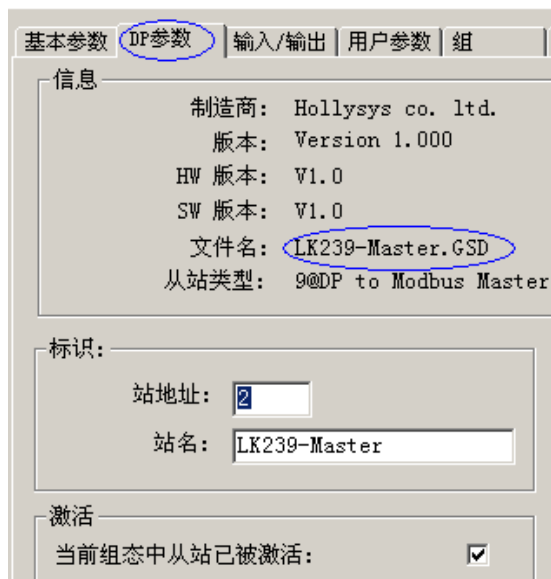 基本参数 DP参数 输入/输出 用户参数 组
信息
制造商: Hollysys co. ltd.
版本: Version 1.000
HW 版本: V1.0
SW 版本: V1.0
文件名: LK239-Master.GSD
从站类型: 9@DP to Modbus Master
标识:
站地址: 2
站名: LK239-Master
激活
当前组态中从站已被激活: